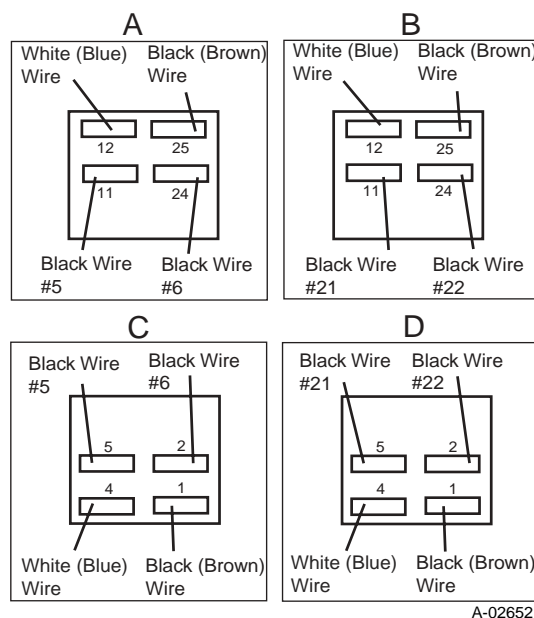 A
White (Blue)
Wire
Black (Brown)
Wire
12
25
11
24
Black Wire
#5
Black Wire
#6
B
White (Blue)
Wire
Black (Brown)
Wire
12
25
11
24
Black Wire
#21
Black Wire
#22
C
Black Wire
#5
Black Wire
#6
5
2
4
1
White (Blue)
Wire
Black (Brown)
Wire
D
Black Wire
#21
Black Wire
#22
5
2
4
1
White (Blue)
Wire
Black (Brown)
Wire
A-02652